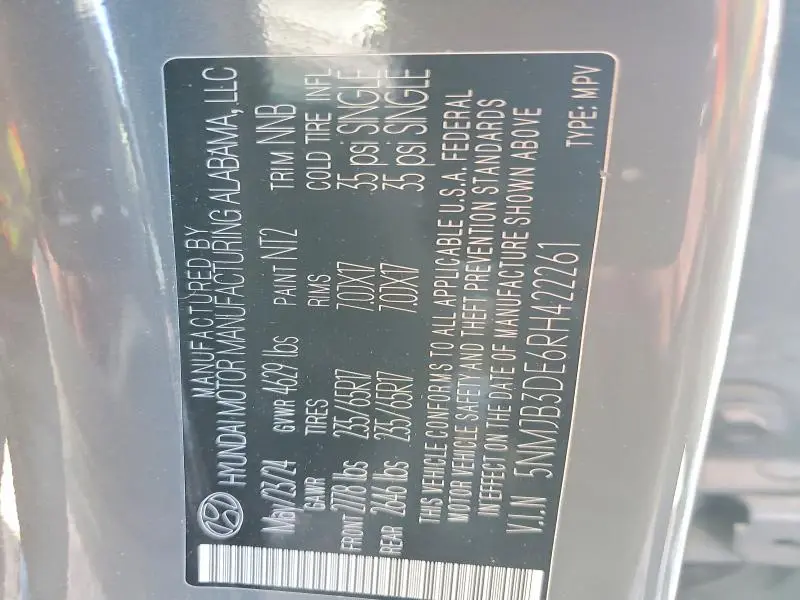 MANUFACTURED BY
HYUNDAI MOTOR MANUFACTURING ALABAMA, LLC
May/23/24 GVWR 4629 lbs PAINT NT2 TRIM NNB
GAWR TIRES RIMS COLD TIRE INFL
FRONT 2776 lbs 235/65R17 7.0JX17 35 psi SINGLE
REAR 2646 lbs 235/65R17 7.0JX17 35 psi SINGLE
THIS VEHICLE CONFORMS TO ALL APPLICABLE U.S.A. FEDERAL
MOTOR VEHICLE SAFETY AND THEFT PREVENTION STANDARDS
IN EFFECT ON THE DATE OF MANUFACTURE SHOWN ABOVE
V.I.N 5NMJB3DE6RH422261 TYPE: MPV